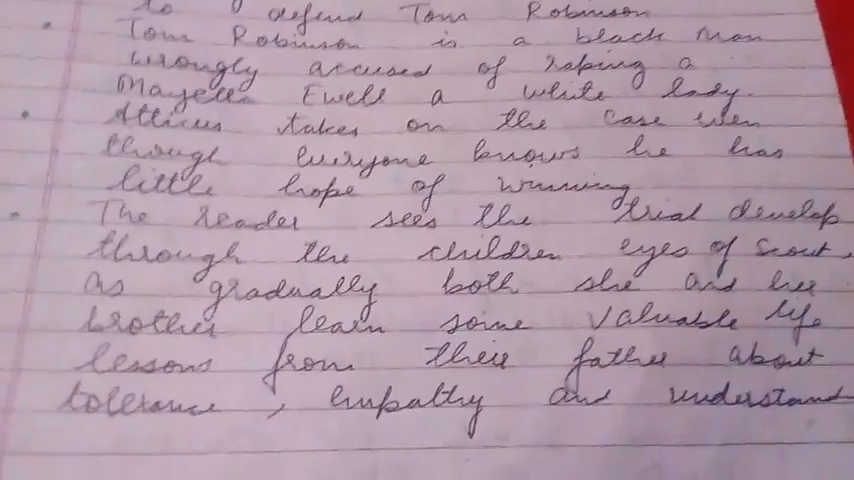 to defend Tom Robinson
• Tom Robinson is a black man
wrongly accused of raping a
Mayella Ewell a white lady.
• Atticus takes on the case even
though everyone knows he has
little hope of winning
• The reader sees the trial develop
through the children eyes of Scout,
as gradually both she and her
brother learn some valuable life
lessons from their father about
tolerance, empathy and understand